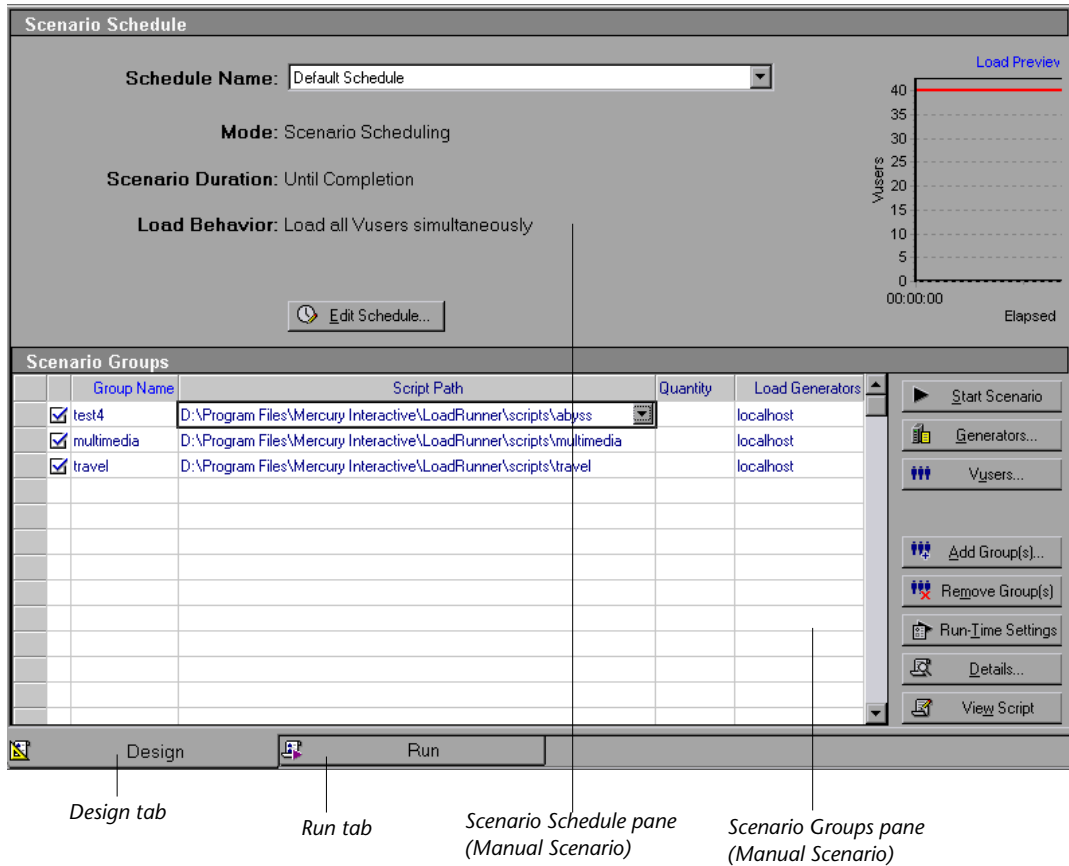 Scenario Schedule
Schedule Name: Default Schedule
Mode: Scenario Scheduling
Scenario Duration: Until Completion
Load Behavior: Load all Vusers simultaneously
Edit Schedule...
Load Previev
Vusers
40
35
30
25
20
15
10
5
0
00:00:00
Elapsed
Scenario Groups
Group Name Script Path Quantity Load Generators
test4 D:\Program Files\Mercury Interactive\LoadRunner\scripts\abyss localhost
multimedia D:\Program Files\Mercury Interactive\LoadRunner\scripts\multimedia localhost
travel D:\Program Files\Mercury Interactive\LoadRunner\scripts\travel localhost
Start Scenario
Generators...
Vusers...
Add Group(s)...
Remove Group(s)
Run-Time Settings
Details...
View Script
Design
Run
Design tab
Run tab
Scenario Schedule pane
(Manual Scenario)
Scenario Groups pane
(Manual Scenario)